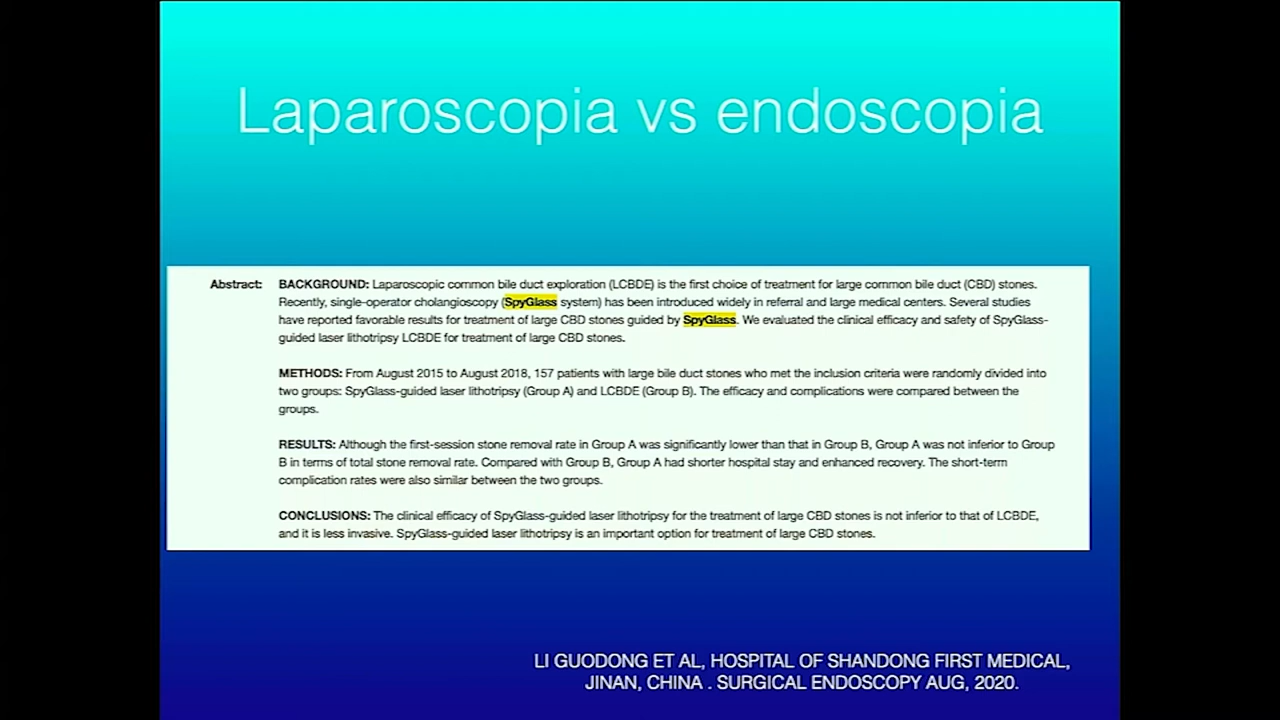 Laparoscopia vs endoscopia
Abstract: BACKGROUND: Laparoscopic common bile duct exploration (LCBDE) is the first choice of treatment for large common bile duct (CBD) stones.
Recently, single-operator cholangioscopy (SpyGlass system) has been introduced widely in referral and large medical centers. Several studies
have reported favorable results for treatment of large CBD stones guided by SpyGlass. We evaluated the clinical efficacy and safety of SpyGlass-
guided laser lithotripsy LCBDE for treatment of large CBD stones.
METHODS: From August 2015 to August 2018, 157 patients with large bile duct stones who met the inclusion criteria were randomly divided into
two groups: SpyGlass-guided laser lithotripsy (Group A) and LCBDE (Group B). The efficacy and complications were compared between the
groups.
RESULTS: Although the first-session stone removal rate in Group A was significantly lower than that in Group B, Group A was not inferior to Group
B in terms of total stone removal rate. Compared with Group B, Group A had shorter hospital stay and enhanced recovery. The short-term
complication rates were also similar between the two groups.
CONCLUSIONS: The clinical efficacy of SpyGlass-guided laser lithotripsy for the treatment of large CBD stones is not inferior to that of LCBDE,
and it is less invasive. SpyGlass-guided laser lithotripsy is an important option for treatment of large CBD stones.
LI GUODONG ET AL, HOSPITAL OF SHANDONG FIRST MEDICAL,
JINAN, CHINA . SURGICAL ENDOSCOPY AUG, 2020.